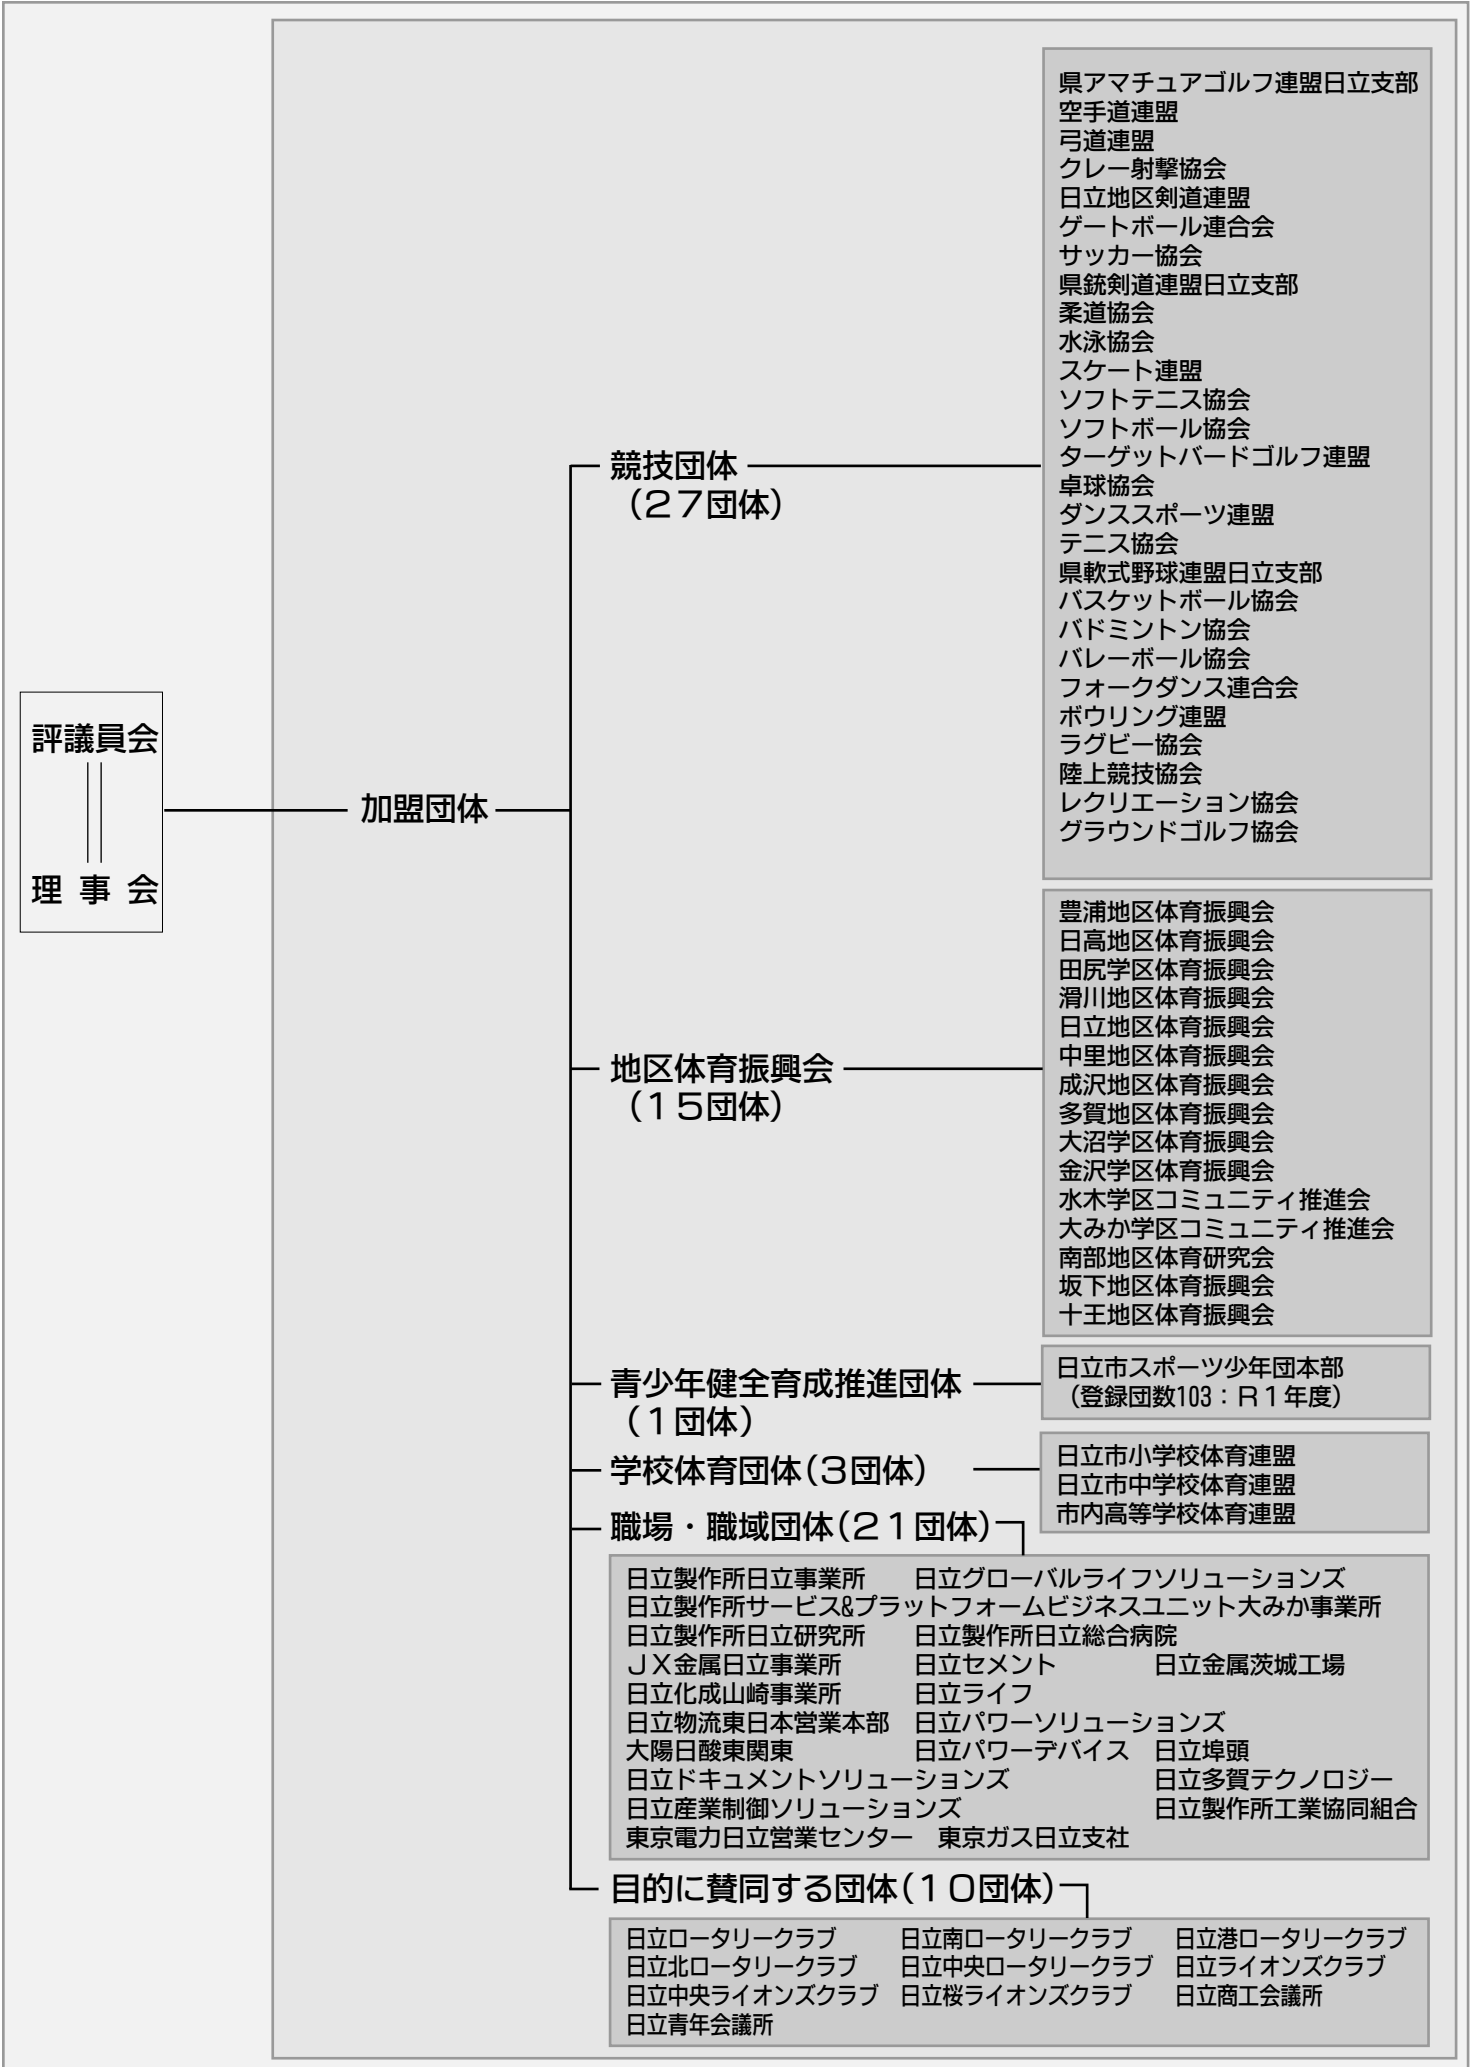 評議員会
理 事 会
加盟団体
競技団体
（２７団体）
県アマチュアゴルフ連盟日立支部
空手道連盟
弓道連盟
クレー射撃協会
日立地区剣道連盟
ゲートボール連合会
サッカー協会
県銃剣道連盟日立支部
柔道協会
水泳協会
スケート連盟
ソフトテニス協会
ソフトボール協会
ターゲットバードゴルフ連盟
卓球協会
ダンススポーツ連盟
テニス協会
県軟式野球連盟日立支部
バスケットボール協会
バドミントン協会
バレーボール協会
フォークダンス連合会
ボウリング連盟
ラグビー協会
陸上競技協会
レクリエーション協会
グラウンドゴルフ協会
地区体育振興会
（１５団体）
豊浦地区体育振興会
日高地区体育振興会
田尻学区体育振興会
滑川地区体育振興会
日立地区体育振興会
中里地区体育振興会
成沢地区体育振興会
多賀地区体育振興会
大沼学区体育振興会
金沢学区体育振興会
水木学区コミュニティ推進会
大みか学区コミュニティ推進会
南部地区体育研究会
坂下地区体育振興会
十王地区体育振興会
青少年健全育成推進団体
（１団体）
日立市スポーツ少年団本部
（登録団数103：Ｒ１年度）
学校体育団体（３団体）
日立市小学校体育連盟
日立市中学校体育連盟
市内高等学校体育連盟
職場・職域団体（２１団体）
日立製作所日立事業所　日立グローバルライフソリューションズ
日立製作所サービス&プラットフォームビジネスユニット大みか事業所
日立製作所日立研究所　日立製作所日立総合病院
ＪＸ金属日立事業所　日立セメント　日立金属茨城工場
日立化成山崎事業所　日立ライフ
日立物流東日本営業本部　日立パワーソリューションズ
大陽日酸東関東　日立パワーデバイス　日立埠頭
日立ドキュメントソリューションズ　日立多賀テクノロジー
日立産業制御ソリューションズ　日立製作所工業協同組合
東京電力日立営業センター　東京ガス日立支社
目的に賛同する団体（１０団体）
日立ロータリークラブ　日立南ロータリークラブ　日立港ロータリークラブ
日立北ロータリークラブ　日立中央ロータリークラブ　日立ライオンズクラブ
日立中央ライオンズクラブ　日立桜ライオンズクラブ　日立商工会議所
日立青年会議所